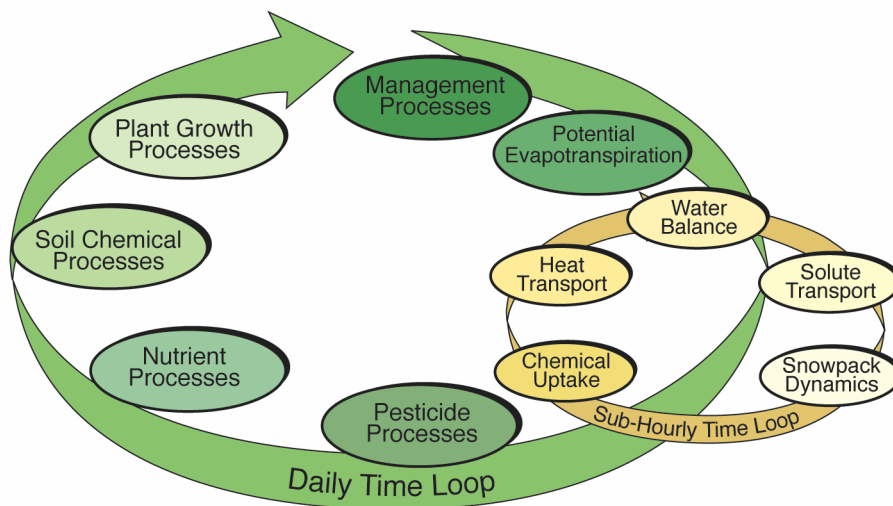 Management
Processes
Potential
Evapotranspiration
Water
Balance
Solute
Transport
Snowpack
Dynamics
Sub-Hourly Time Loop
Chemical
Uptake
Heat
Transport
Pesticide
Processes
Daily Time Loop
Nutrient
Processes
Soil Chemical
Processes
Plant Growth
Processes